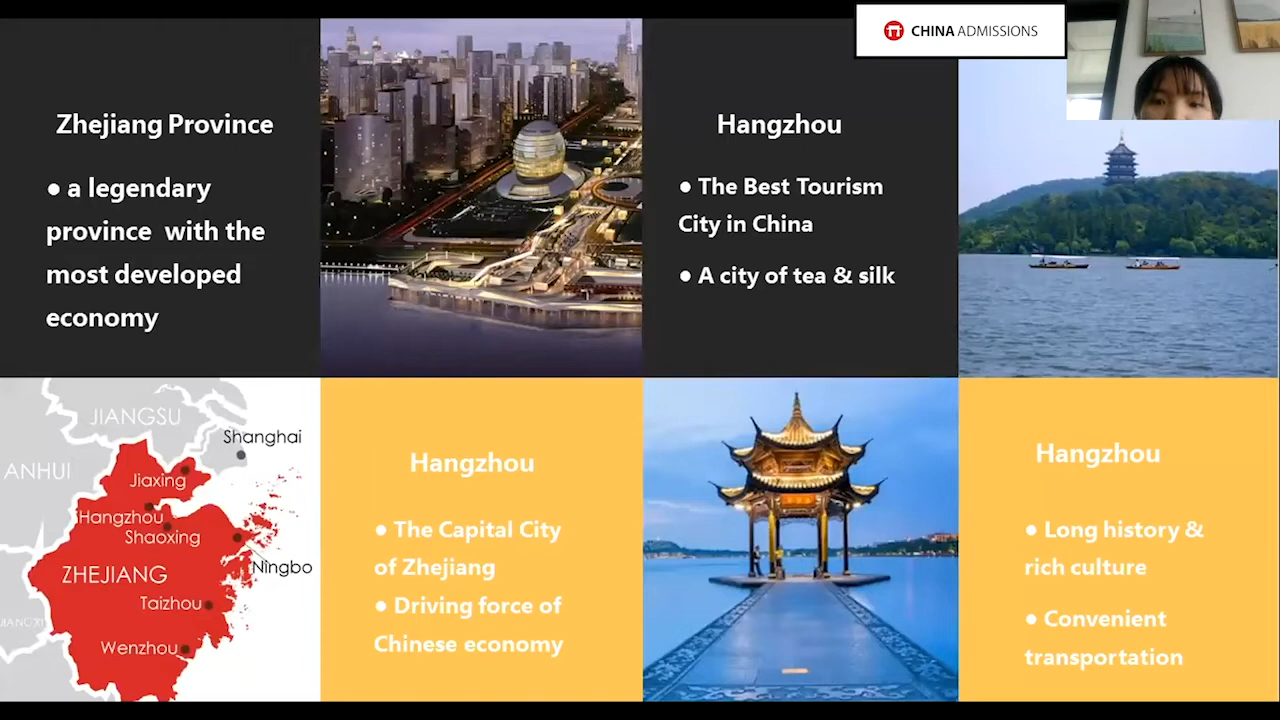 CHINA ADMISSIONS
Zhejiang Province
● a legendary
province with the
most developed
economy
Hangzhou
● The Best Tourism
City in China
● A city of tea & silk
JIANGSU
Shanghai
ANHUI
Jiaxing
Hangzhou
Shaoxing
Ningbo
ZHEJIANG
Taizhou
Wenzhou
Hangzhou
● The Capital City
of Zhejiang
● Driving force of
Chinese economy
Hangzhou
● Long history &
rich culture
● Convenient
transportation